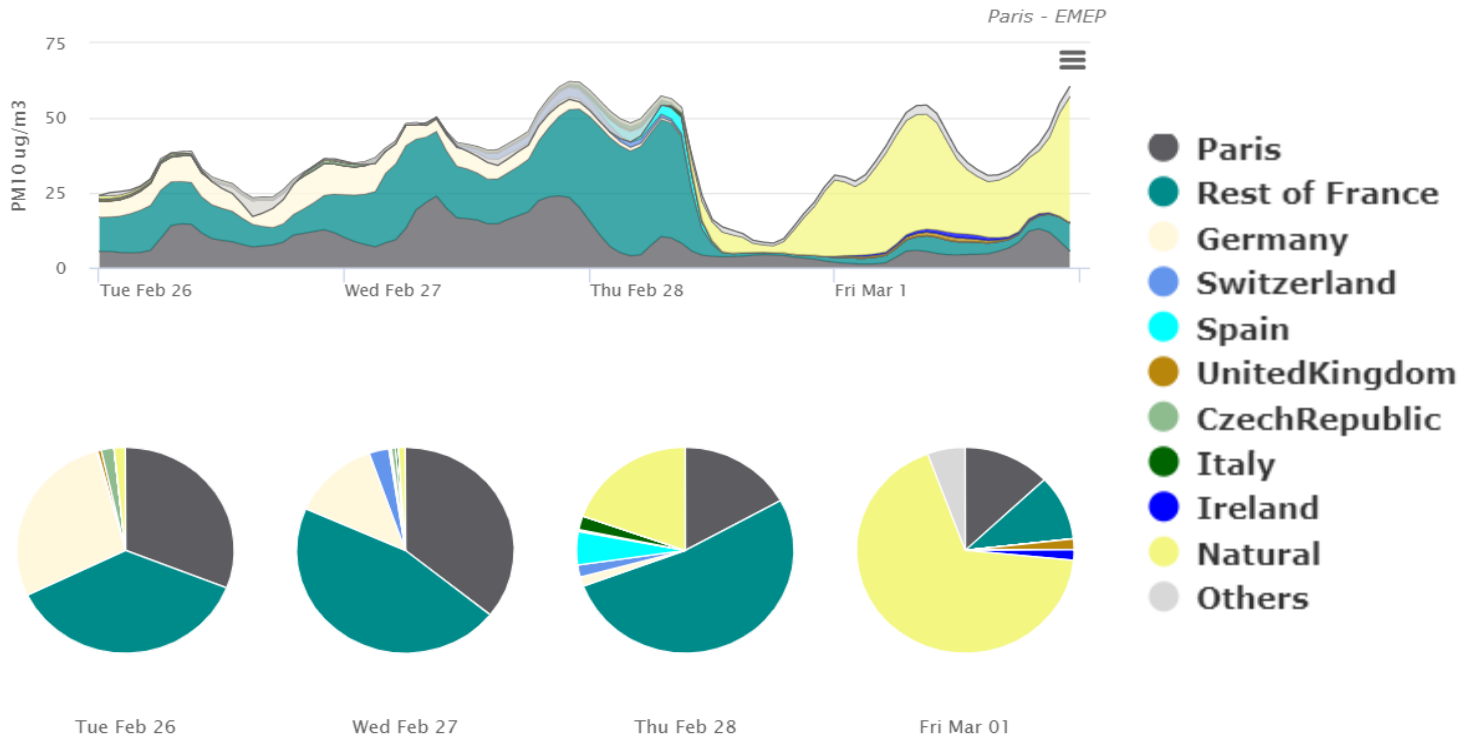 Paris - EMEP
75
50
25
0
PM10 ug/m3
Tue Feb 26
Wed Feb 27
Thu Feb 28
Fri Mar 1
Paris
Rest of France
Germany
Switzerland
Spain
UnitedKingdom
CzechRepublic
Italy
Ireland
Natural
Others
Tue Feb 26
Wed Feb 27
Thu Feb 28
Fri Mar 01